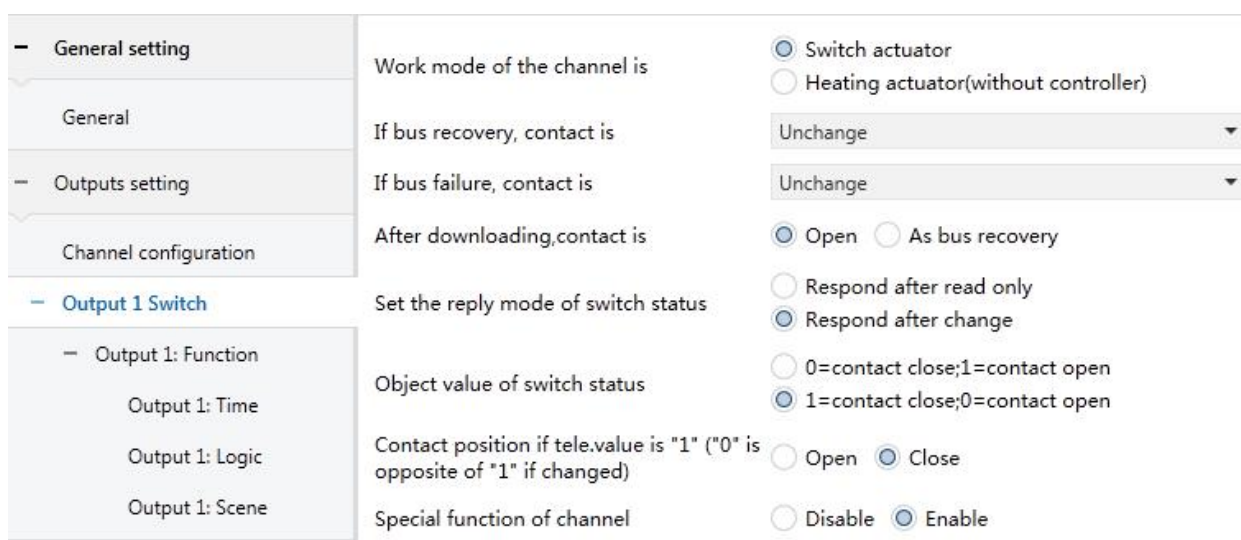 General setting
General
Outputs setting
Channel configuration
Output 1 Switch
Output 1: Function
Output 1: Time
Output 1: Logic
Output 1: Scene
Work mode of the channel is
Switch actuator
Heating actuator(without controller)
If bus recovery, contact is
Unchange
If bus failure, contact is
Unchange
After downloading,contact is
Open As bus recovery
Set the reply mode of switch status
Respond after read only
Respond after change
Object value of switch status
0=contact close;1=contact open
1=contact close;0=contact open
Contact position if tele.value is "1" ("0" is
opposite of "1" if changed)
Open Close
Special function of channel
Disable Enable